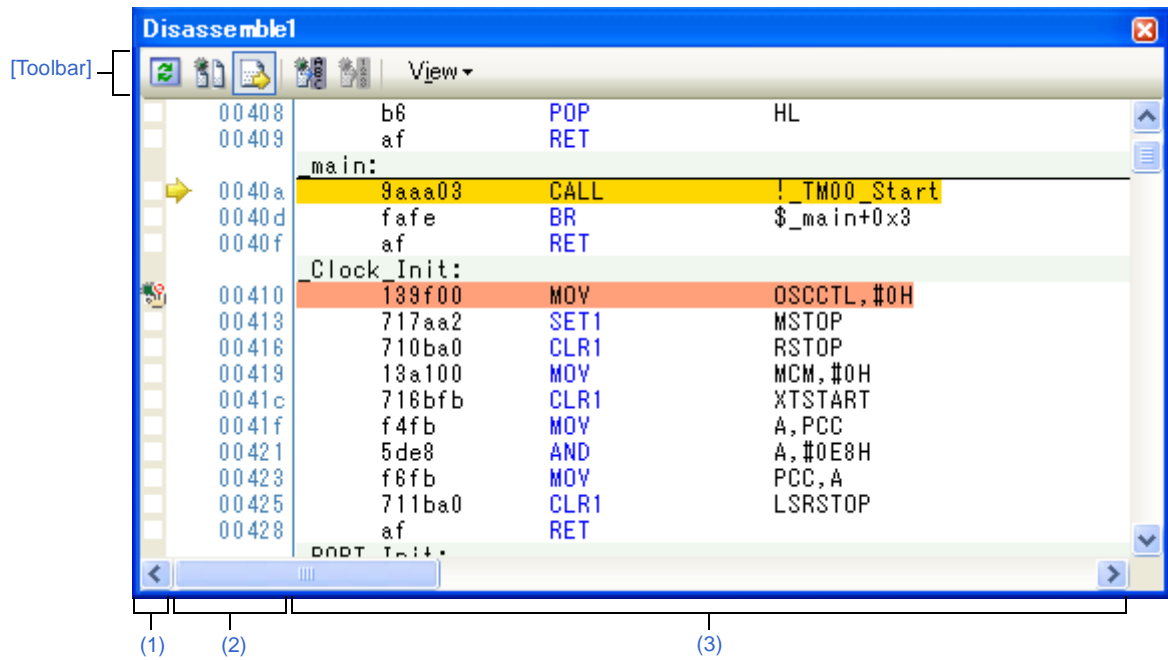 Disassemble1
[Toolbar]
View
00408 b6 POP HL
00409 af RET
_main:
0040a 9aaa03 CALL !_TM00_Start
0040d fafe BR $_main+0x3
0040f af RET
_Clock_Init:
00410 139f00 MOV OSCCTL,#0H
00413 717aa2 SET1 MSTOP
00416 710ba0 CLR1 RSTOP
00419 13a100 MOV MCM,#0H
0041c 716bfb CLR1 XTSTART
0041f f4fb MOV A,PCC
00421 5de8 AND A,#0E8H
00423 f6fb MOV PCC,A
00425 711ba0 CLR1 LSRSTOP
00428 af RET
_PORT_Init:
(1) (2) (3)